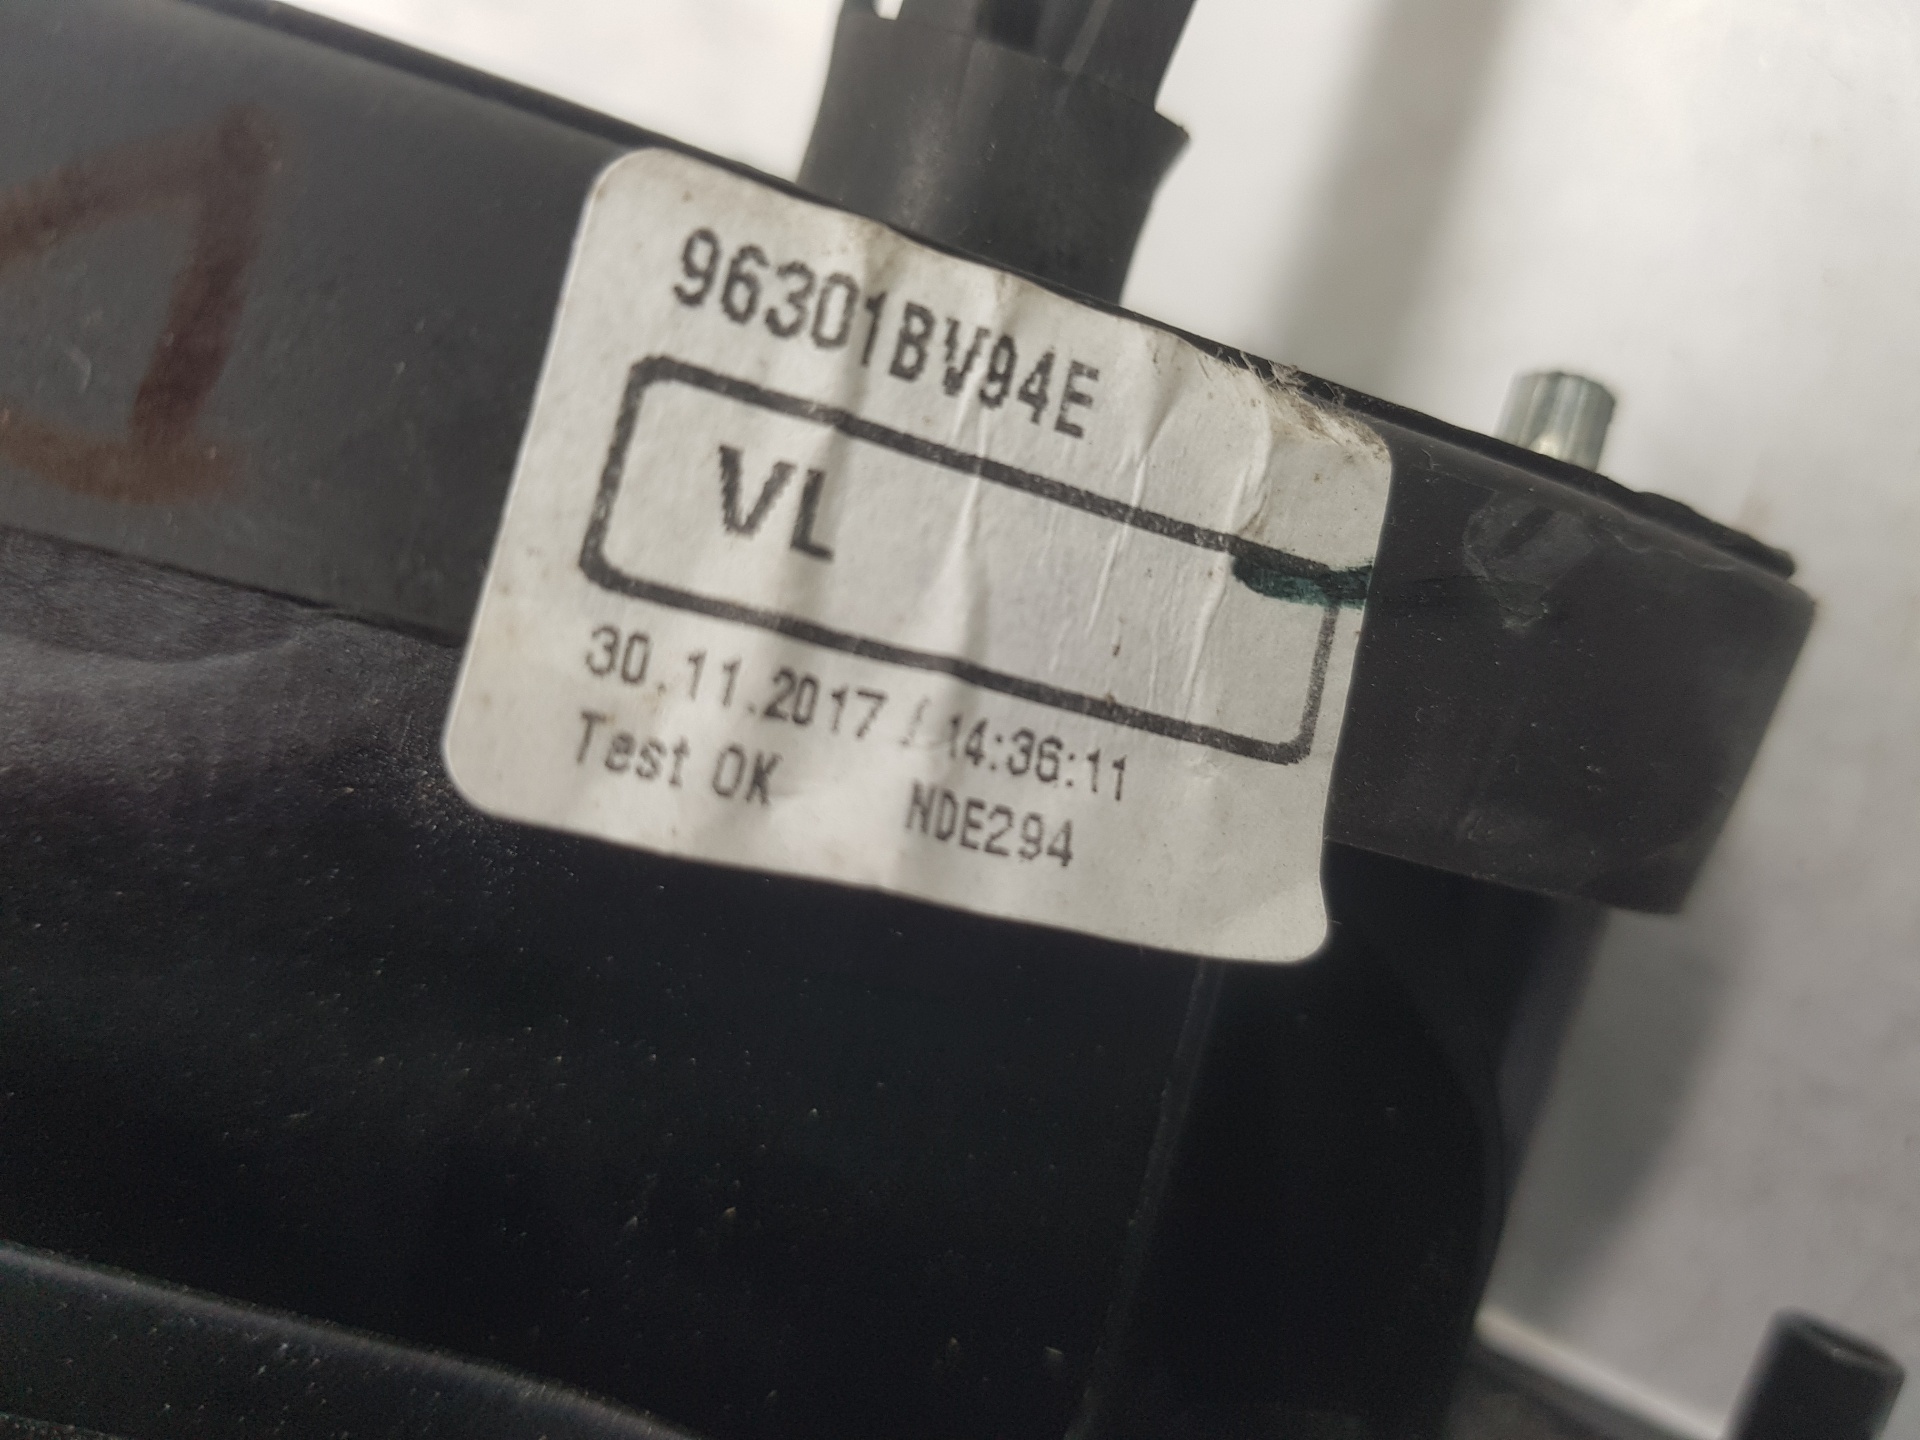 96301BV94E
VL
30.11.2017 / 14:36:11
Test OK NDE294